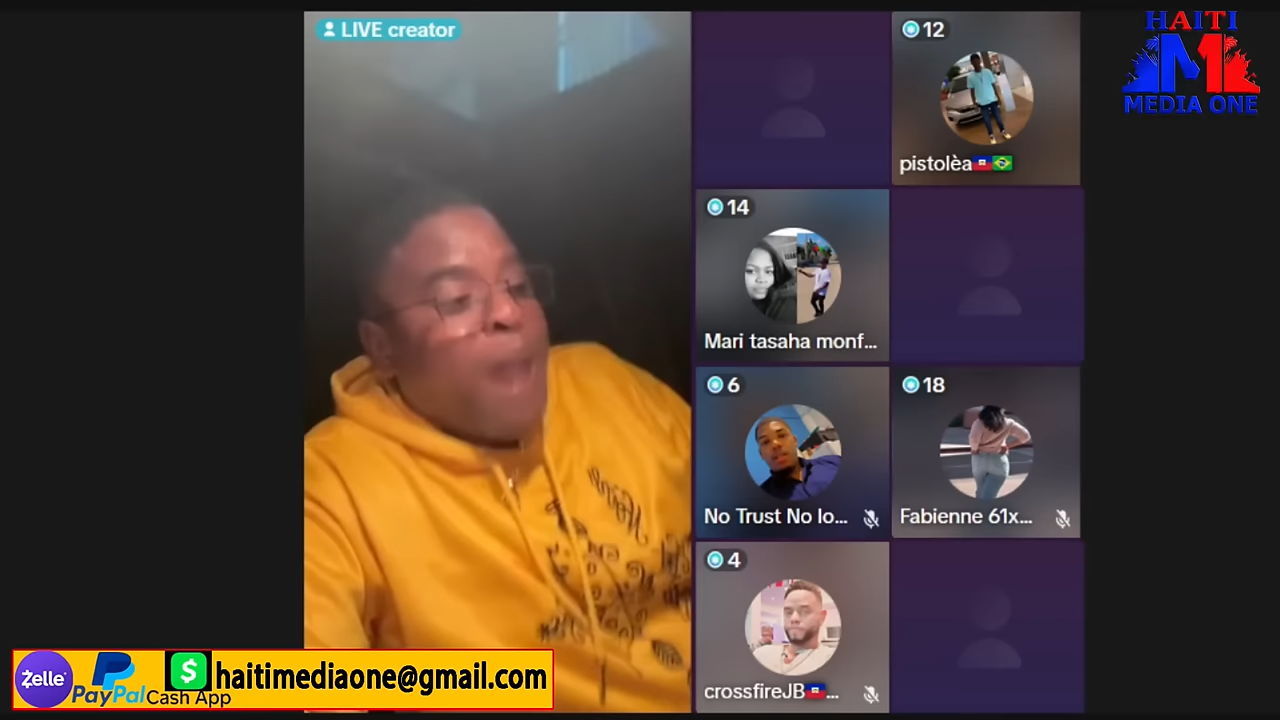 LIVE creator
12
pistolèa🇭🇹🇧🇷
14
Mari tasaha monf...
6
No Trust No lo...
18
Fabienne 61x...
4
crossfireJB🇭🇹...
HAITI
M1
MEDIA ONE
Zelle
PayPal
$
Cash App
haitimediaone@gmail.com